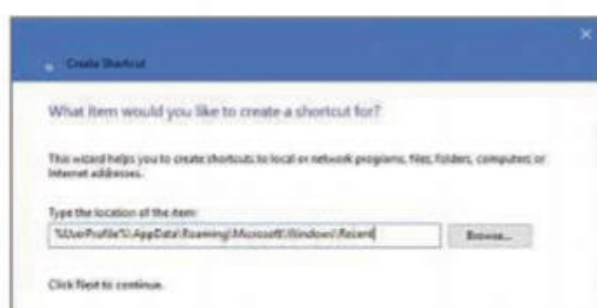 Create Shortcut
What item would you like to create a shortcut for?
This wizard helps you to create shortcuts to local or network programs, files, folders, computers, or
Internet addresses.
Type the location of the item:
%UserProfile%\AppData\Roaming\Microsoft\Windows\Recent
Browse...
Click Next to continue.